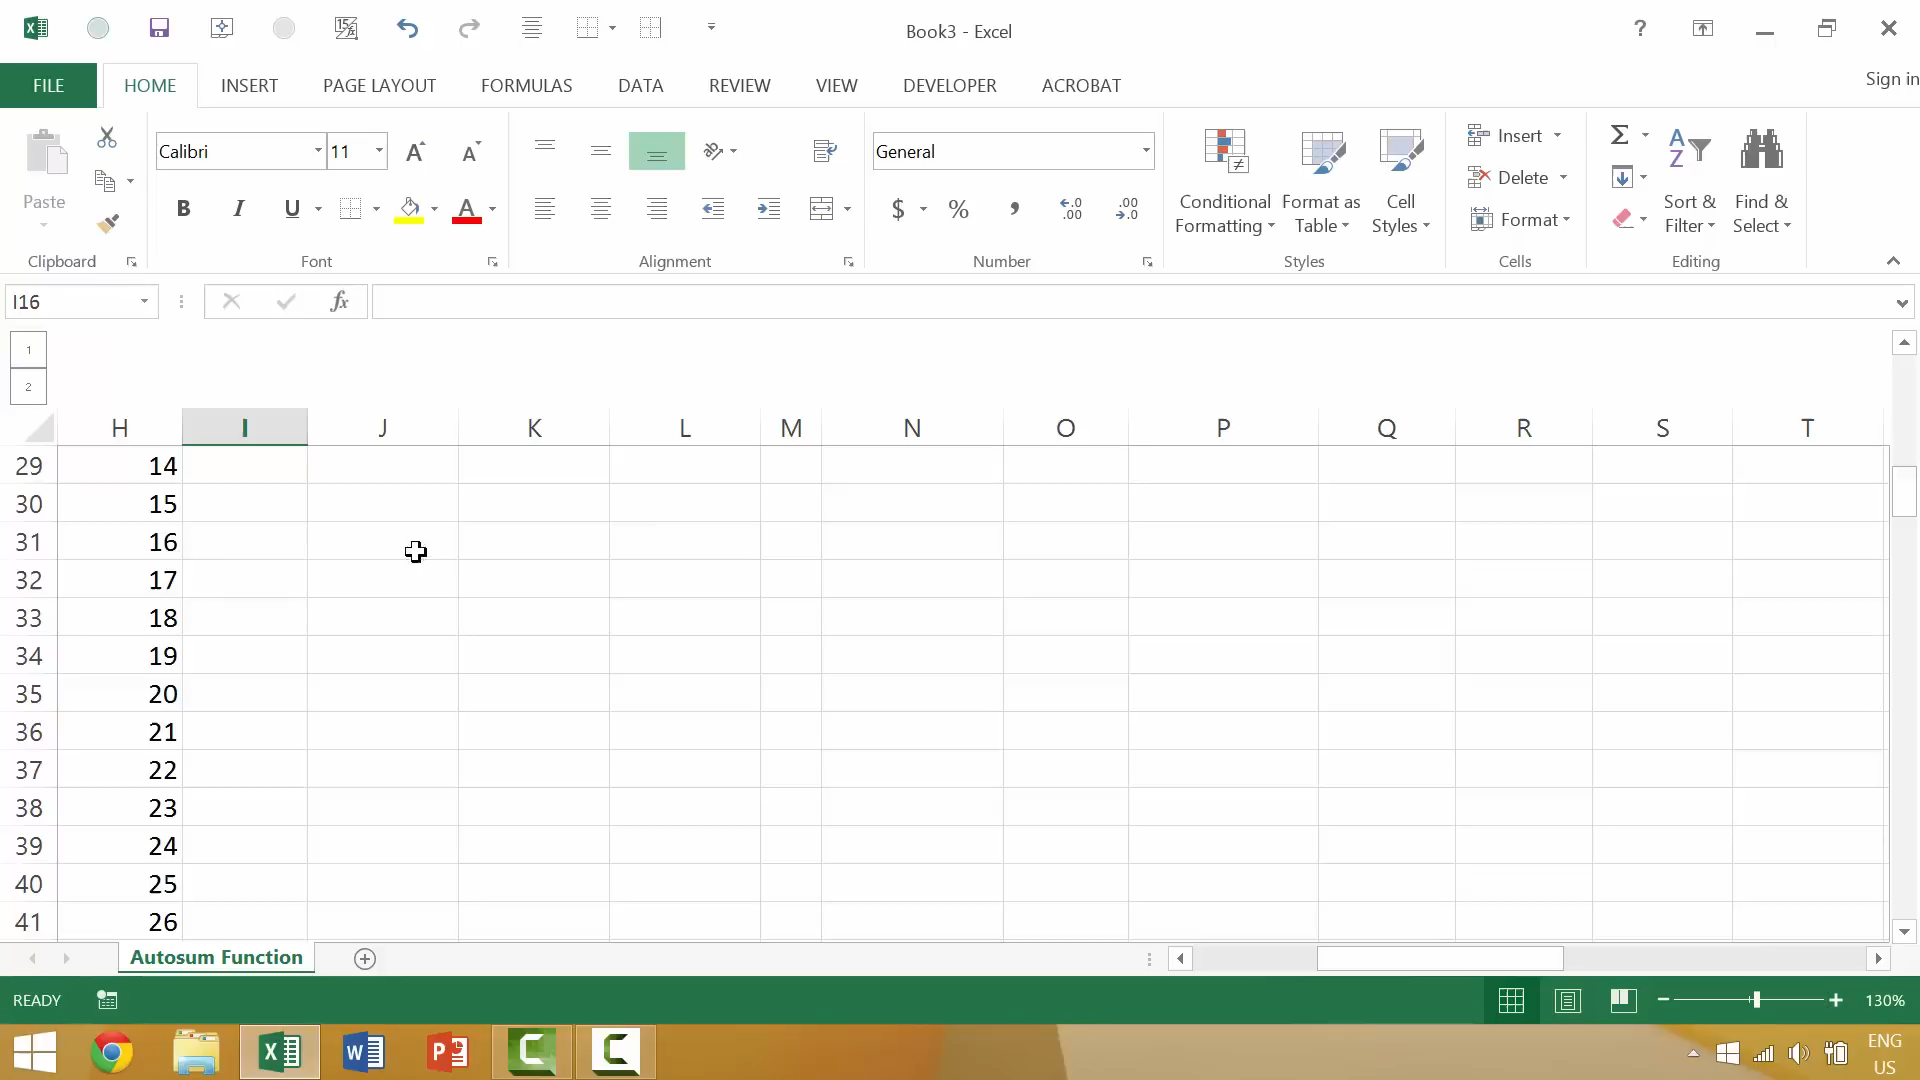 Book3 - Excel
?
Sign in
FILE HOME INSERT PAGE LAYOUT FORMULAS DATA REVIEW VIEW DEVELOPER ACROBAT
Paste
Clipboard
Calibri 11
B I U A
Font
Alignment
General
$ % ,
Number
Conditional Formatting
Format as Table
Cell Styles
Styles
Insert
Delete
Format
Cells
Sort & Filter
Find & Select
Editing
I16
fx
1
2
H I J K L M N O P Q R S T
29 14
30 15
31 16
32 17
33 18
34 19
35 20
36 21
37 22
38 23
39 24
40 25
41 26
Autosum Function
READY
130%
ENG
US